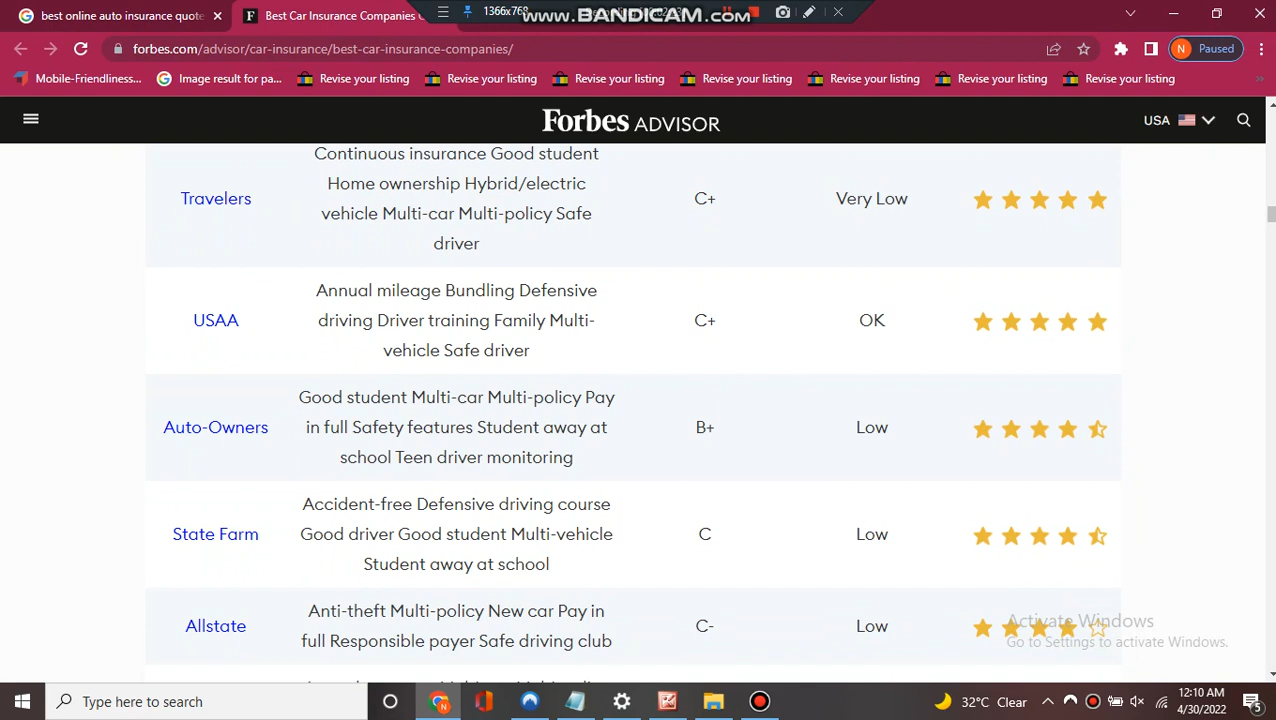 best online auto insurance quote
Best Car Insurance Companies
1366x768
www.BANDICAM.com
forbes.com/advisor/car-insurance/best-car-insurance-companies/
N Paused
Mobile-Friendliness... Image result for pa... Revise your listing Revise your listing Revise your listing Revise your listing Revise your listing Revise your listing Revise your listing »
Forbes ADVISOR
USA
Continuous insurance Good student
Home ownership Hybrid/electric
Travelers C+ Very Low
vehicle Multi-car Multi-policy Safe
driver
Annual mileage Bundling Defensive
USAA driving Driver training Family Multi- C+ OK
vehicle Safe driver
Good student Multi-car Multi-policy Pay
Auto-Owners in full Safety features Student away at B+ Low
school Teen driver monitoring
Accident-free Defensive driving course
State Farm Good driver Good student Multi-vehicle C Low
Student away at school
Anti-theft Multi-policy New car Pay in
Allstate C- Low
full Responsible payer Safe driving club
Activate Windows
Go to Settings to activate Windows.
Type here to search
32°C Clear
12:10 AM
4/30/2022
5